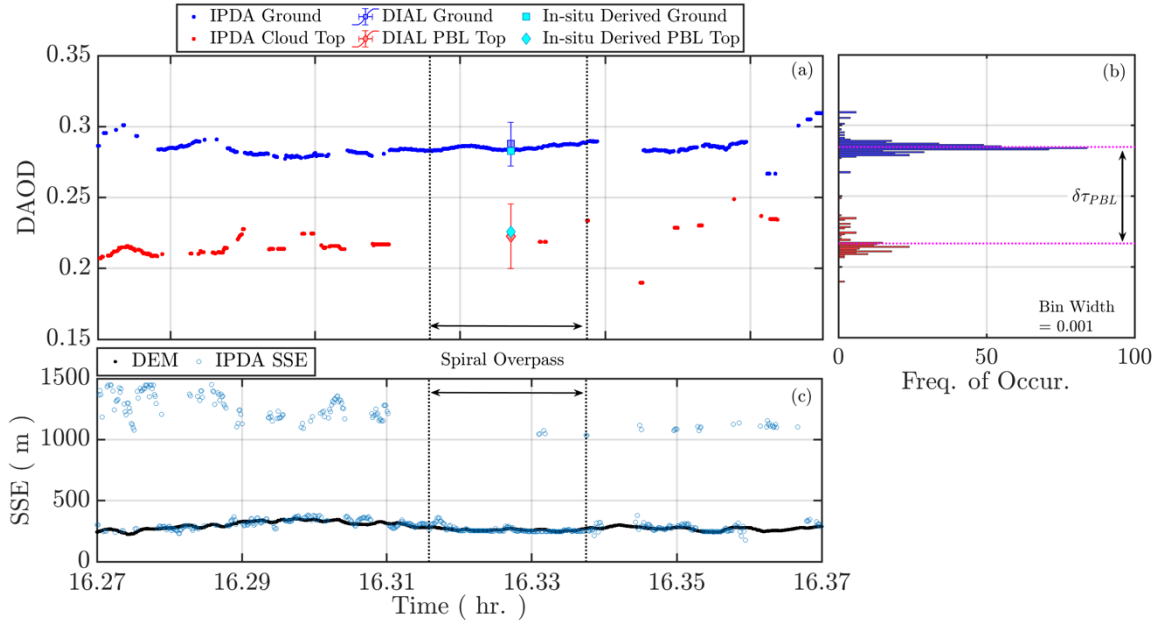 IPDA Ground DIAL Ground In-situ Derived Ground
IPDA Cloud Top DIAL PBL Top In-situ Derived PBL Top
0.35
0.3
0.25
0.2
0.15
DAOD
(a)
(b)
δτPBL
Bin Width
= 0.001
0 50 100
Freq. of Occur.
DEM IPDA SSE
Spiral Overpass
1500
1000
500
0
SSE ( m )
(c)
16.27 16.29 16.31 16.33 16.35 16.37
Time ( hr. )